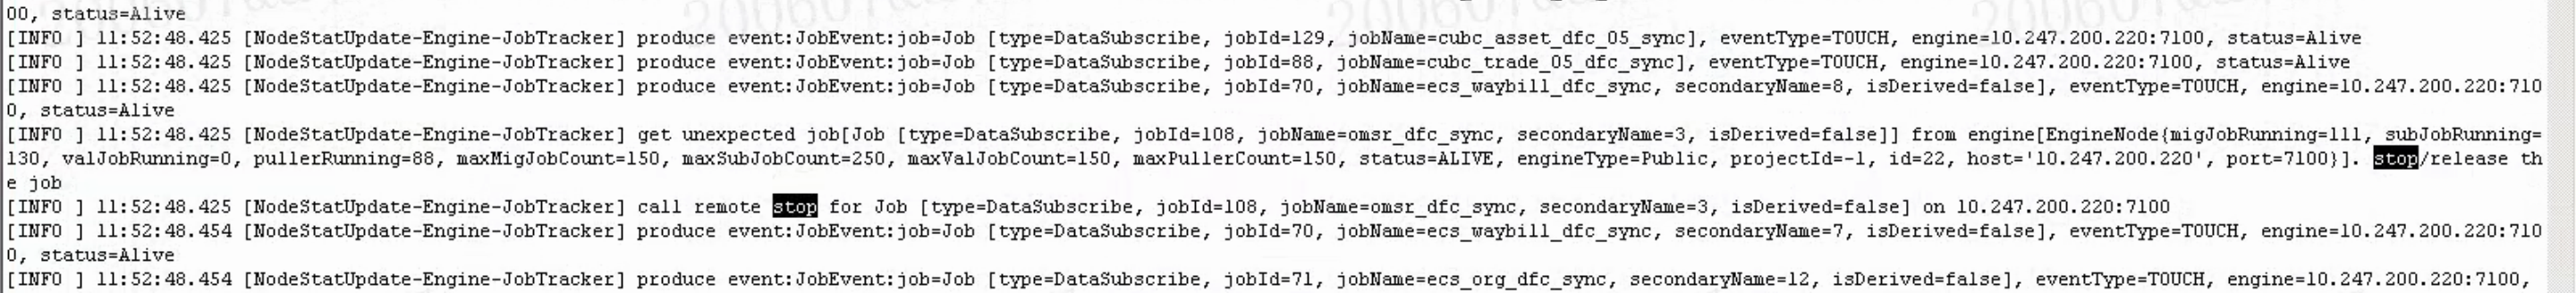 00, status=Alive
[INFO ] 11:52:48.425 [NodeStatUpdate-Engine-JobTracker] produce event:JobEvent:job=Job [type=DataSubscribe, jobId=129, jobName=cubc_asset_dfc_05_sync], eventType=TOUCH, engine=10.247.200.220:7100, status=Alive
[INFO ] 11:52:48.425 [NodeStatUpdate-Engine-JobTracker] produce event:JobEvent:job=Job [type=DataSubscribe, jobId=88, jobName=cubc_trade_05_dfc_sync], eventType=TOUCH, engine=10.247.200.220:7100, status=Alive
[INFO ] 11:52:48.425 [NodeStatUpdate-Engine-JobTracker] produce event:JobEvent:job=Job [type=DataSubscribe, jobId=70, jobName=ecs_waybill_dfc_sync, secondaryName=8, isDerived=false], eventType=TOUCH, engine=10.247.200.220:710
0, status=Alive
[INFO ] 11:52:48.425 [NodeStatUpdate-Engine-JobTracker] get unexpected job[Job [type=DataSubscribe, jobId=108, jobName=omsr_dfc_sync, secondaryName=3, isDerived=false]] from engine[EngineNode{migJobRunning=111, subJobRunning=
130, valJobRunning=0, pullerRunning=88, maxMigJobCount=150, maxSubJobCount=250, maxValJobCount=150, maxPullerCount=150, status=ALIVE, engineType=Public, projectId=-1, id=22, host='10.247.200.220', port=7100}]. stop/release th
e job
[INFO ] 11:52:48.425 [NodeStatUpdate-Engine-JobTracker] call remote stop for Job [type=DataSubscribe, jobId=108, jobName=omsr_dfc_sync, secondaryName=3, isDerived=false] on 10.247.200.220:7100
[INFO ] 11:52:48.454 [NodeStatUpdate-Engine-JobTracker] produce event:JobEvent:job=Job [type=DataSubscribe, jobId=70, jobName=ecs_waybill_dfc_sync, secondaryName=7, isDerived=false], eventType=TOUCH, engine=10.247.200.220:710
0, status=Alive
[INFO ] 11:52:48.454 [NodeStatUpdate-Engine-JobTracker] produce event:JobEvent:job=Job [type=DataSubscribe, jobId=71, jobName=ecs_org_dfc_sync, secondaryName=12, isDerived=false], eventType=TOUCH, engine=10.247.200.220:7100,